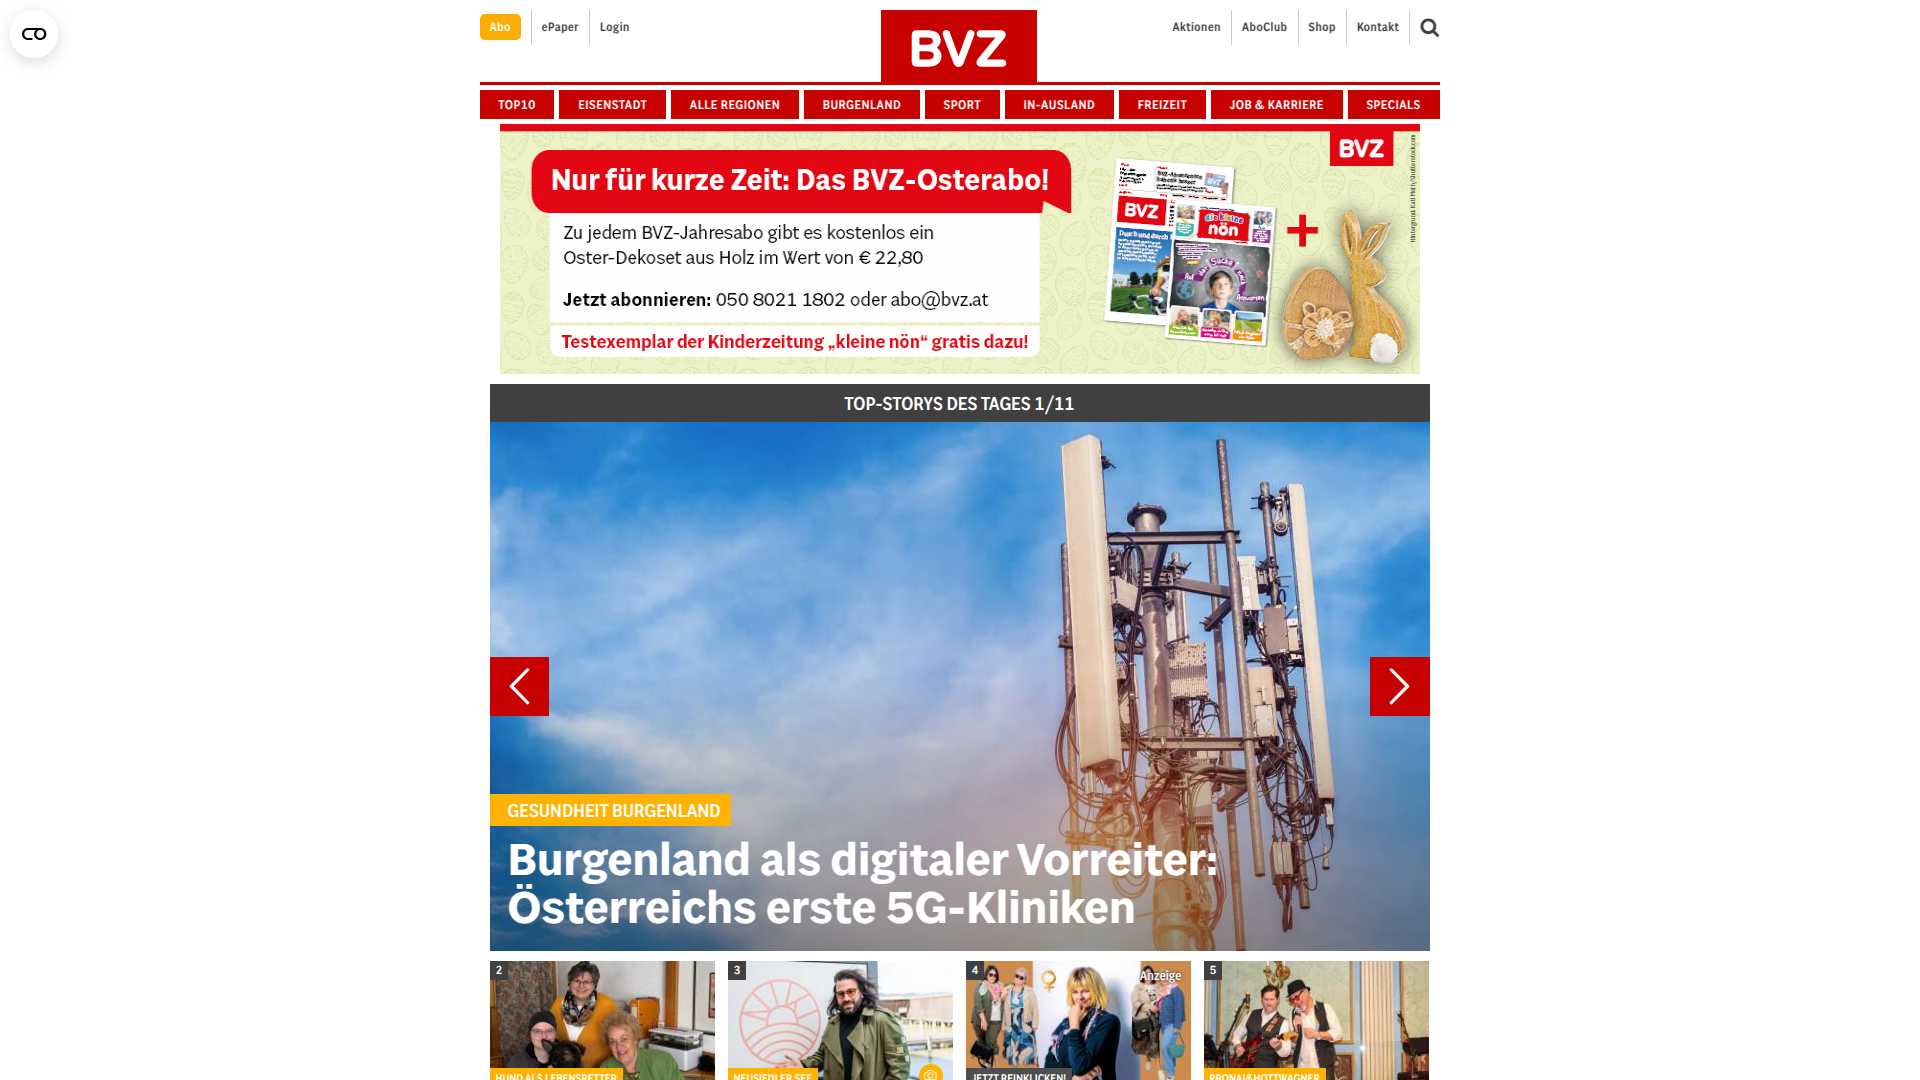 Abo
ePaper
Login
BVZ
Aktionen
AboClub
Shop
Kontakt
TOP10
EISENSTADT
ALLE REGIONEN
BURGENLAND
SPORT
IN-AUSLAND
FREIZEIT
JOB & KARRIERE
SPECIALS
Nur für kurze Zeit: Das BVZ-Osterabo!
Zu jedem BVZ-Jahresabo gibt es kostenlos ein
Oster-Dekoset aus Holz im Wert von € 22,80
Jetzt abonnieren: 050 8021 1802 oder abo@bvz.at
Testexemplar der Kinderzeitung „kleine nön“ gratis dazu!
BVZ
BVZ
die kleine
nön
+
TOP-STORYS DES TAGES 1/11
GESUNDHEIT BURGENLAND
Burgenland als digitaler Vorreiter:
Österreichs erste 5G-Kliniken
2
3
4
Anzeige
5
HUND ALS LEBENSRETTER
NEUSIEDLER SEE
JETZT REINKLICKEN!
PRONAI&HOTTWAGNER